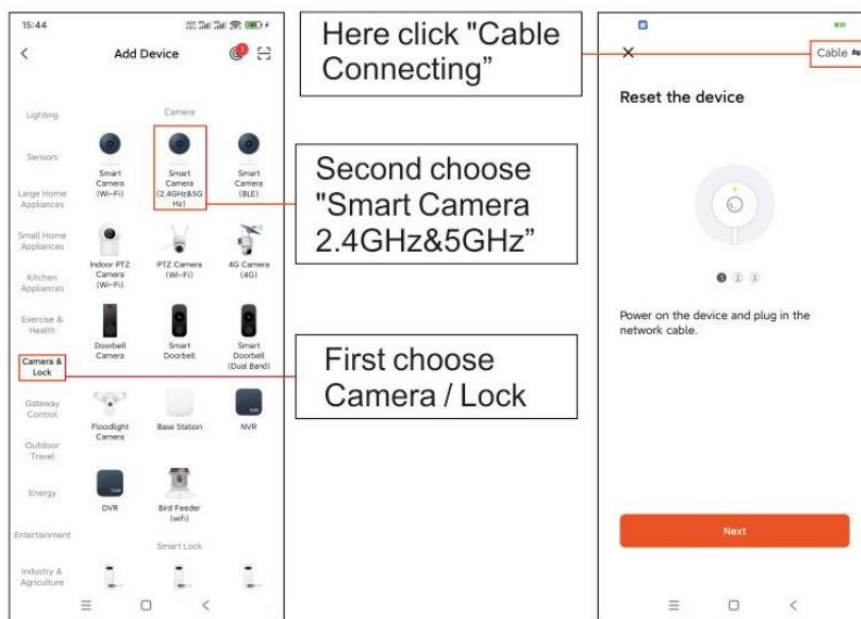 15:44
Add Device
1
Lighting
Sensors
Large Home
Appliances
Small Home
Appliances
Kitchen
Appliances
Exercise &
Health
Camera &
Lock
Gateway
Control
Outdoor
Travel
Energy
Entertainment
Industry &
Agriculture
Camera
Smart
Camera
(Wi-Fi)
Smart
Camera
(2.4GHz&5G
Hz)
Smart
Camera
(BLE)
Indoor PTZ
Camera
(Wi-Fi)
PTZ Camera
(Wi-Fi)
4G Camera
(4G)
Doorbell
Camera
Smart
Doorbell
Smart
Doorbell
(Dual Band)
Floodlight
Camera
Base Station
NVR
DVR
Bird Feeder
(wifi)
Smart Lock
Here click "Cable
Connecting”
Second choose
"Smart Camera
2.4GHz&5GHz”
First choose
Camera / Lock
Cable
Reset the device
1 2 3
Power on the device and plug in the
network cable.
Next